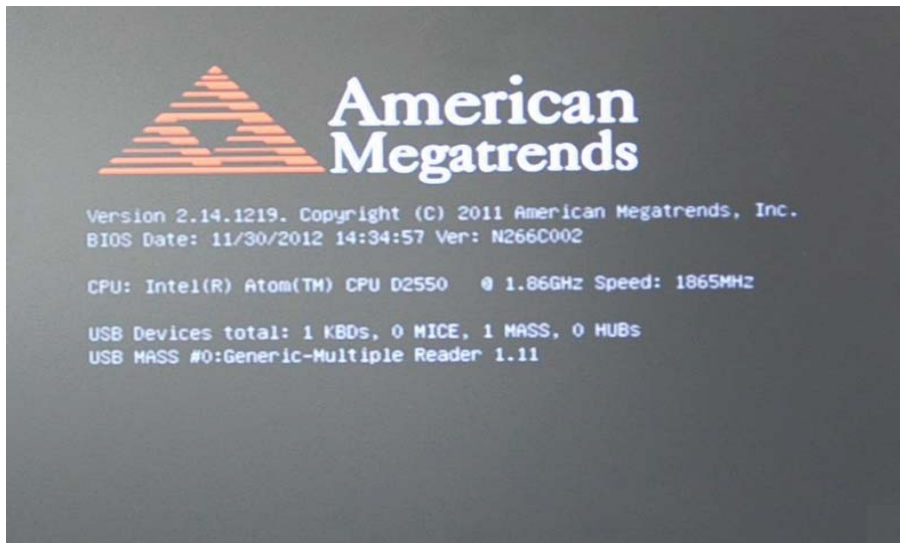 American
Megatrends
Version 2.14.1219. Copyright (C) 2011 American Megatrends, Inc.
BIOS Date: 11/30/2012 14:34:57 Ver: N266C002
CPU: Intel(R) Atom(TM) CPU D2550 @ 1.86GHz Speed: 1865MHz
USB Devices total: 1 KBDs, 0 MICE, 1 MASS, 0 HUBs
USB MASS #0:Generic-Multiple Reader 1.11